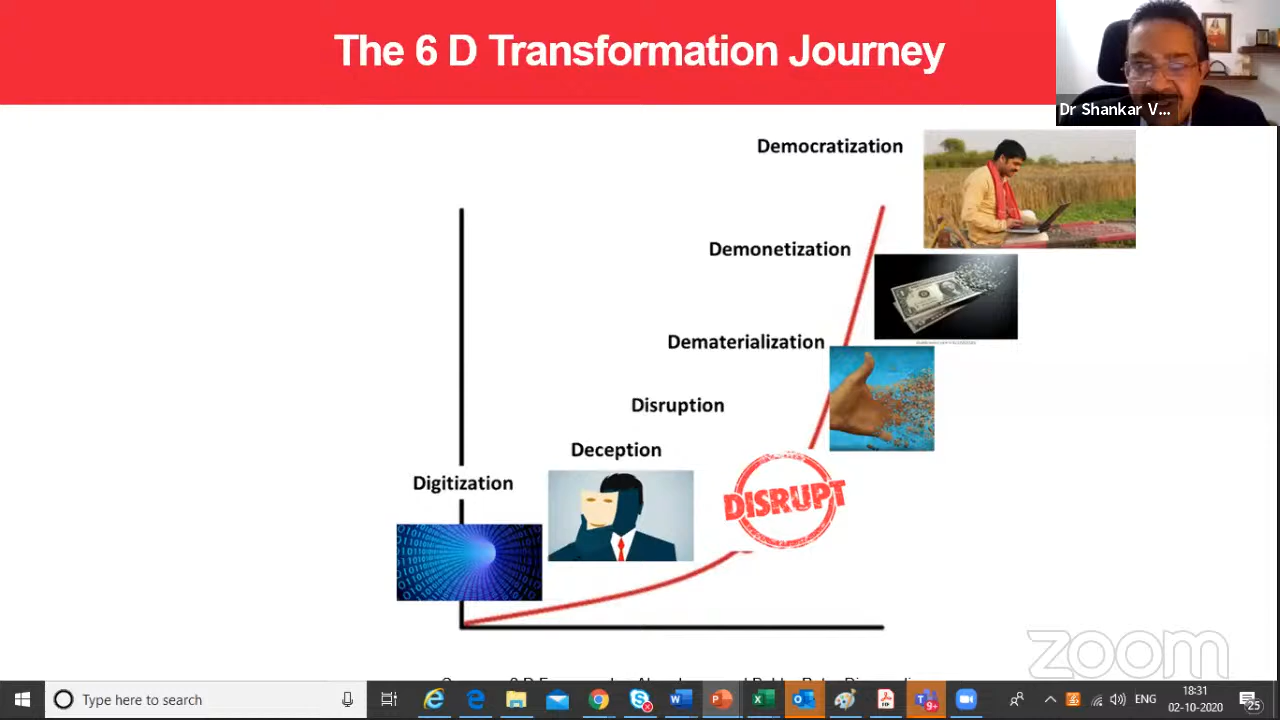 The 6 D Transformation Journey
Dr Shankar V...
Democratization
Demonetization
Dematerialization
Disruption
Deception
Digitization
DISRUPT
zoom
Type here to search
9+
ENG
18:31
02-10-2020
25